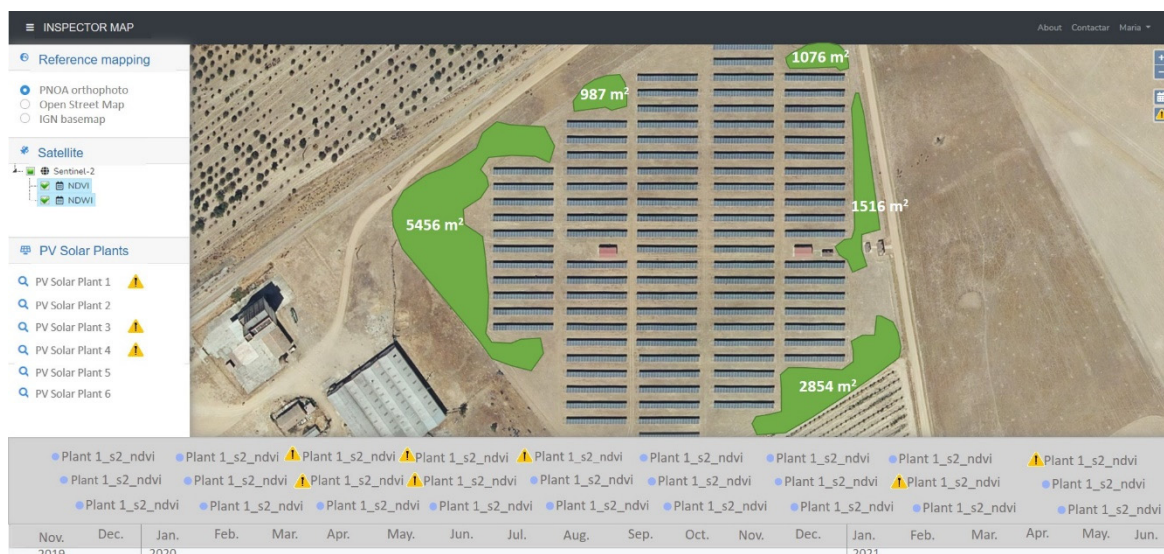 INSPECTOR MAP
About Contactar Maria
Reference mapping
PNOA orthophoto
Open Street Map
IGN basemap
Satellite
Sentinel-2
NDVI
NDWI
PV Solar Plants
PV Solar Plant 1
PV Solar Plant 2
PV Solar Plant 3
PV Solar Plant 4
PV Solar Plant 5
PV Solar Plant 6
1076 m²
987 m²
1516 m²
5456 m²
2854 m²
Plant 1_s2_ndvi Plant 1_s2_ndvi Plant 1_s2_ndvi Plant 1_s2_ndvi Plant 1_s2_ndvi Plant 1_s2_ndvi Plant 1_s2_ndvi Plant 1_s2_ndvi Plant 1_s2_ndvi
Plant 1_s2_ndvi Plant 1_s2_ndvi Plant 1_s2_ndvi Plant 1_s2_ndvi Plant 1_s2_ndvi Plant 1_s2_ndvi Plant 1_s2_ndvi Plant 1_s2_ndvi Plant 1_s2_ndvi
Plant 1_s2_ndvi Plant 1_s2_ndvi Plant 1_s2_ndvi Plant 1_s2_ndvi Plant 1_s2_ndvi Plant 1_s2_ndvi Plant 1_s2_ndvi Plant 1_s2_ndvi Plant 1_s2_ndvi
Nov. Dec. Jan. Feb. Mar. Apr. May. Jun. Jul. Aug. Sep. Oct. Nov. Dec. Jan. Feb. Mar. Apr. May. Jun.
2019 2020 2021